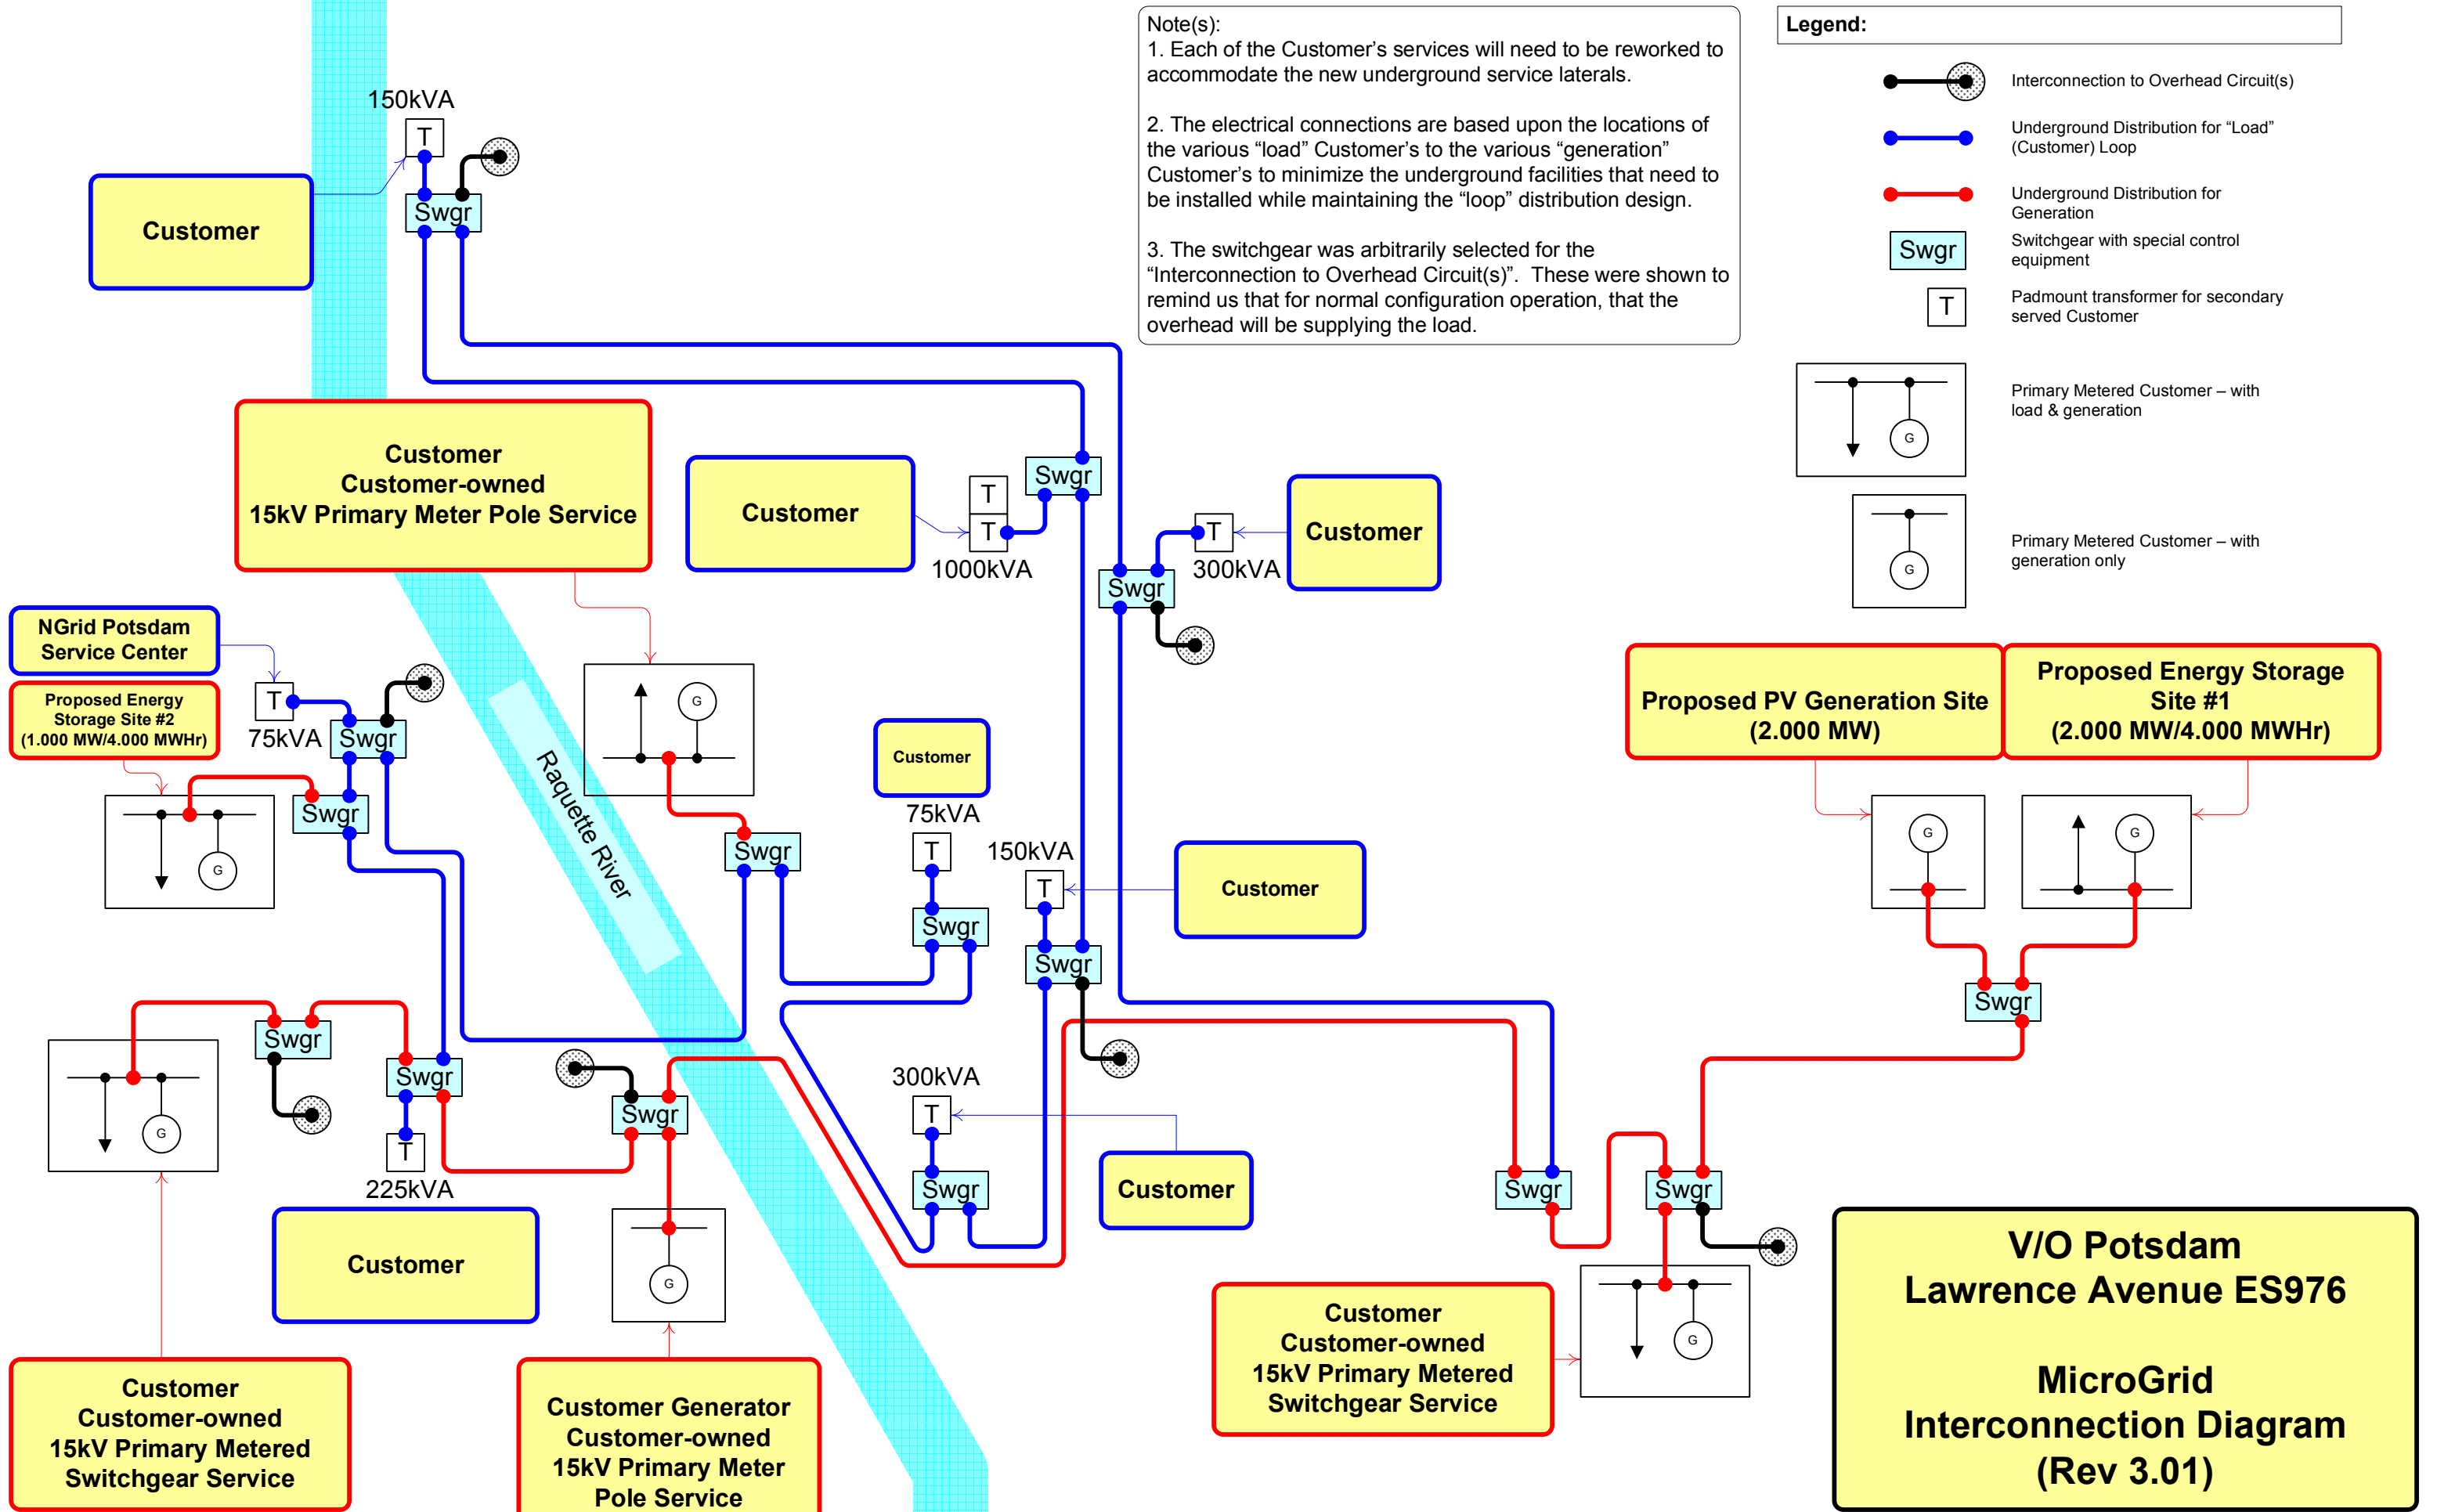 Note(s):
1. Each of the Customer's services will need to be reworked to
accommodate the new underground service laterals.
2. The electrical connections are based upon the locations of
the various “load” Customer's to the various “generation”
Customer's to minimize the underground facilities that need to
be installed while maintaining the “loop” distribution design.
3. The switchgear was arbitrarily selected for the
“Interconnection to Overhead Circuit(s)”.  These were shown to
remind us that for normal configuration operation, that the
overhead will be supplying the load.
Legend:
Interconnection to Overhead Circuit(s)
Underground Distribution for “Load”
(Customer) Loop
Underground Distribution for
Generation
Swgr
Switchgear with special control
equipment
T
Padmount transformer for secondary
served Customer
G
Primary Metered Customer – with
load & generation
G
Primary Metered Customer – with
generation only
150kVA
T
Swgr
Customer
Customer
Customer-owned
15kV Primary Meter Pole Service
Customer
T
T
1000kVA
Swgr
T
300kVA
Customer
Swgr
NGrid Potsdam
Service Center
Proposed Energy
Storage Site #2
(1.000 MW/4.000 MWHr)
T
75kVA
Swgr
Swgr
G
G
Raquette River
Swgr
Customer
75kVA
T
Swgr
150kVA
T
Swgr
Customer
Proposed PV Generation Site
(2.000 MW)
Proposed Energy Storage
Site #1
(2.000 MW/4.000 MWHr)
G
G
Swgr
Swgr
G
Swgr
T
225kVA
Customer
Swgr
G
300kVA
T
Swgr
Customer
Swgr
Swgr
G
Customer
Customer-owned
15kV Primary Metered
Switchgear Service
Customer Generator
Customer-owned
15kV Primary Meter
Pole Service
Customer
Customer-owned
15kV Primary Metered
Switchgear Service
V/O Potsdam
Lawrence Avenue ES976
MicroGrid
Interconnection Diagram
(Rev 3.01)